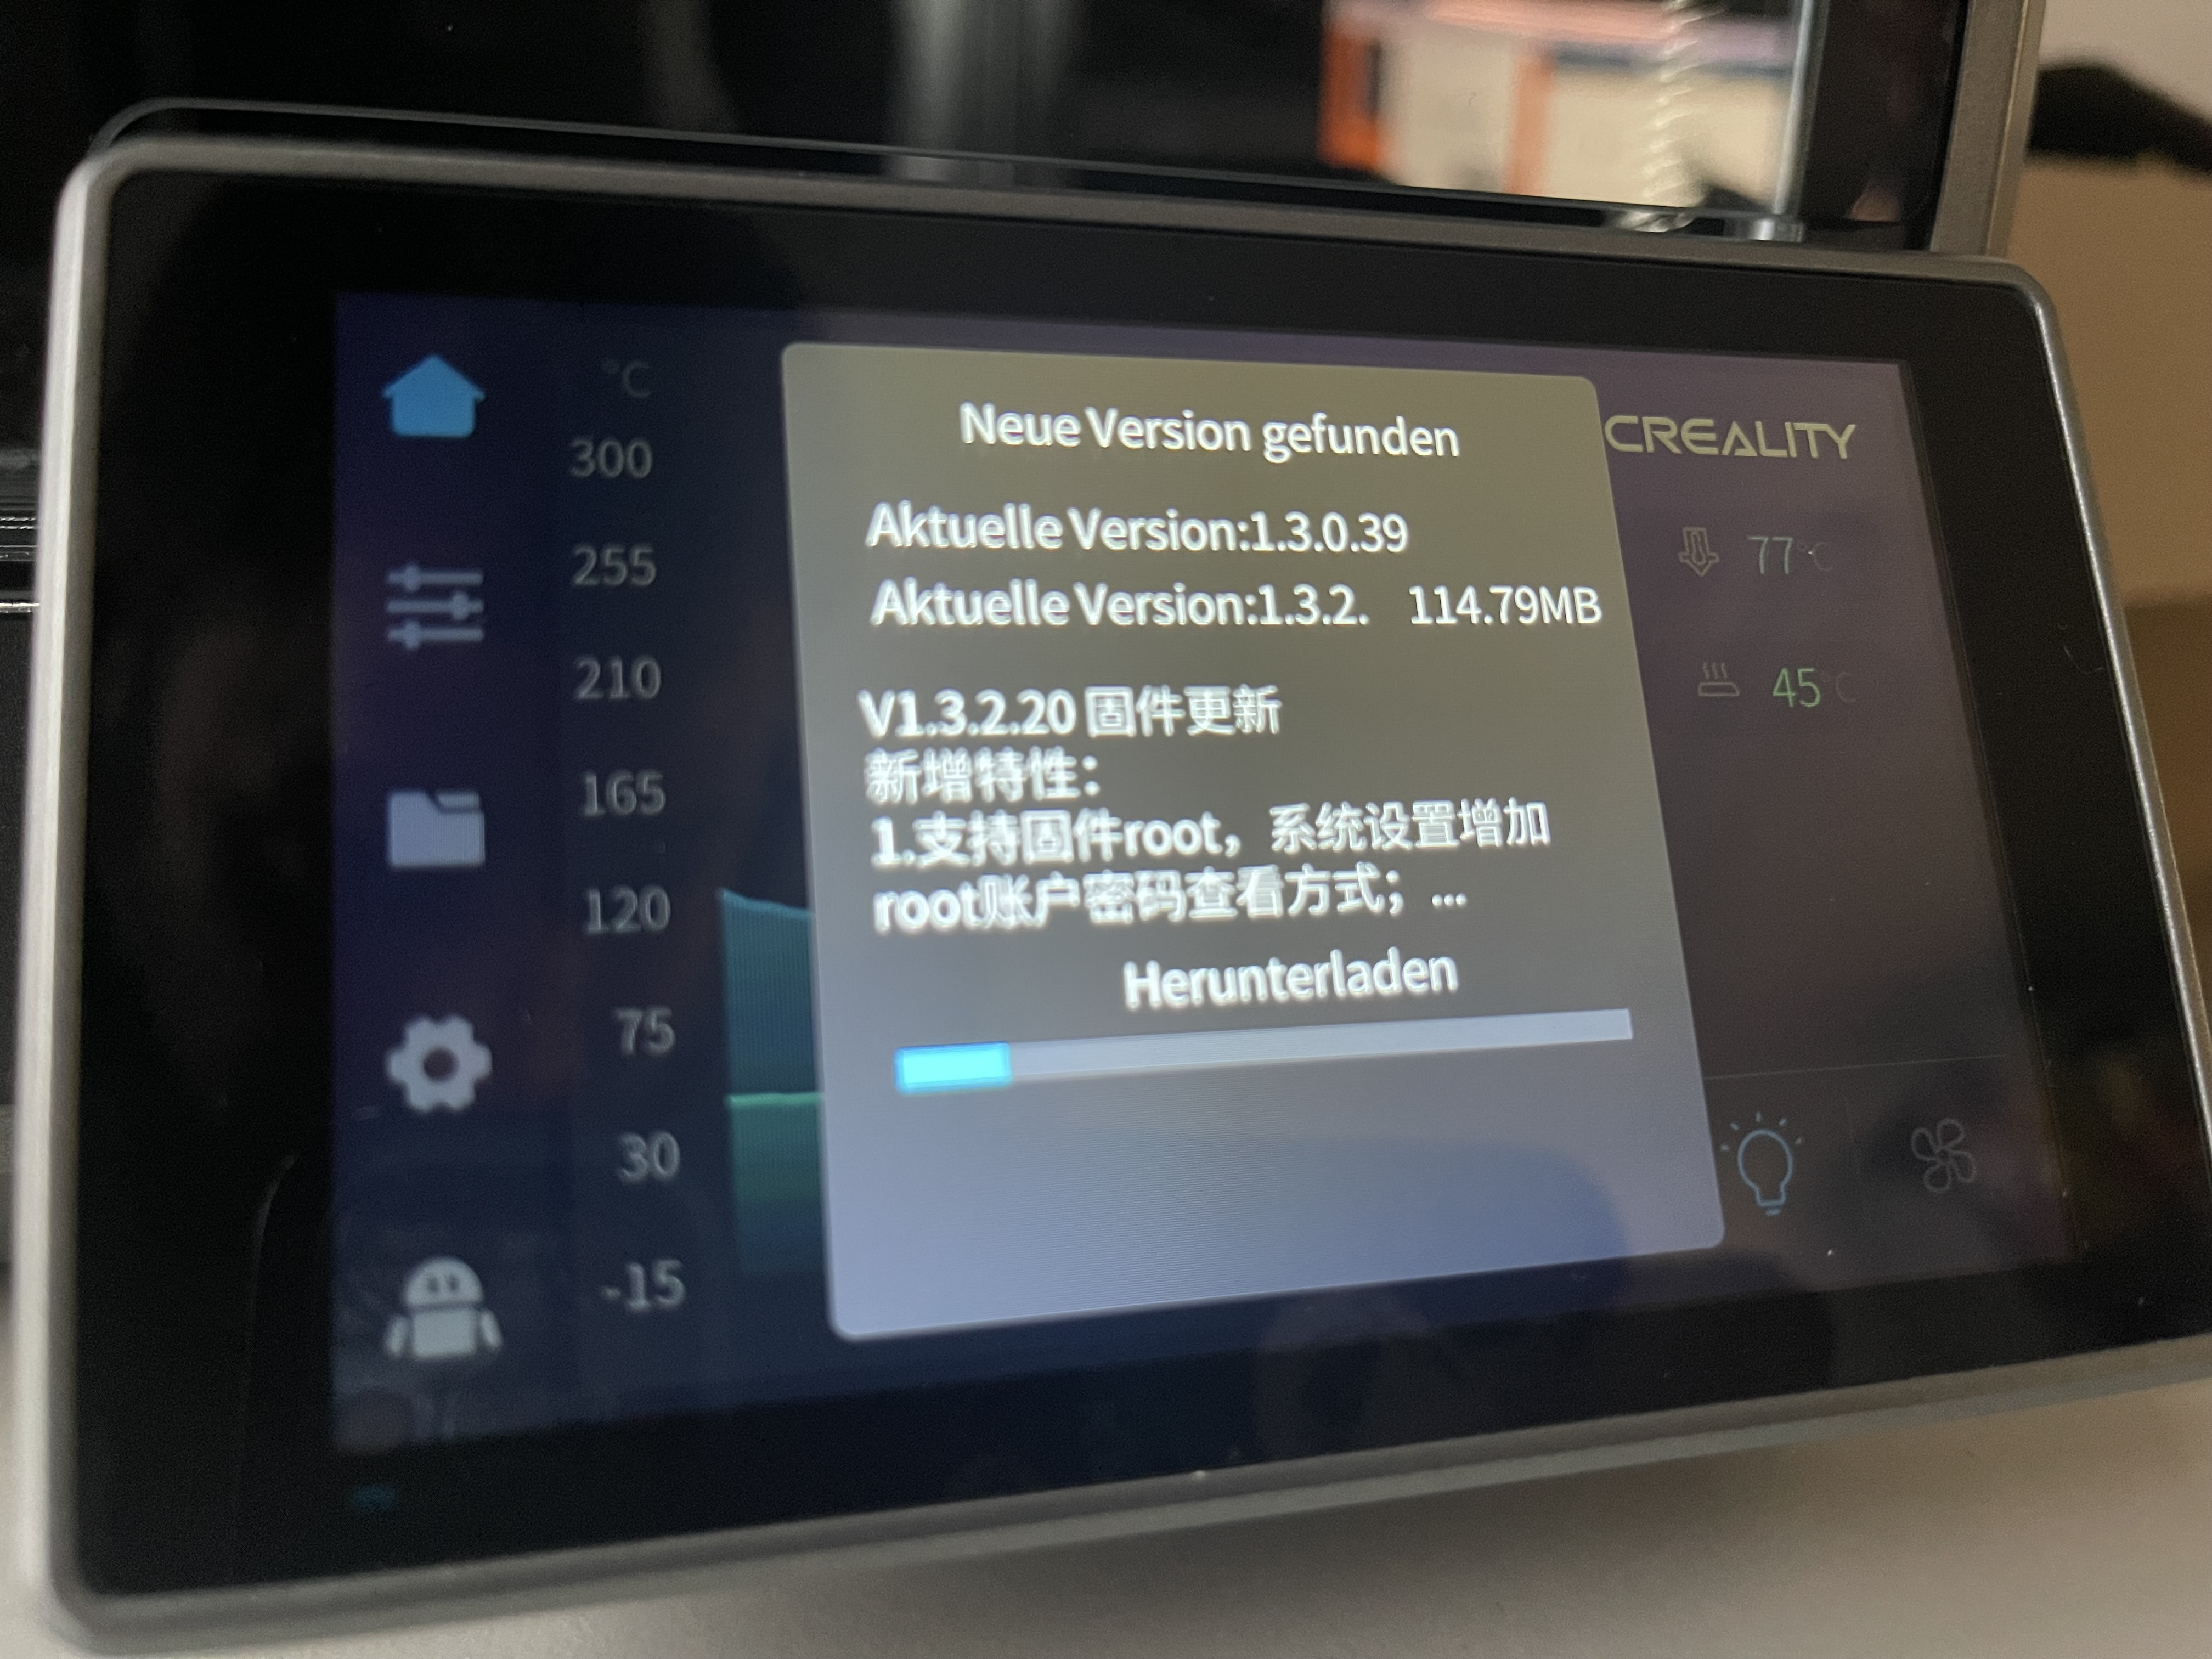 Neue Version gefunden
Aktuelle Version:1.3.0.39
Aktuelle Version:1.3.2. 114.79MB
V1.3.2.20 固件更新
新增特性：
1.支持固件root，系统设置增加
root账户密码查看方式；...
Herunterladen
°C
300
255
210
165
120
75
30
-15
CREALITY
77°C
45°C